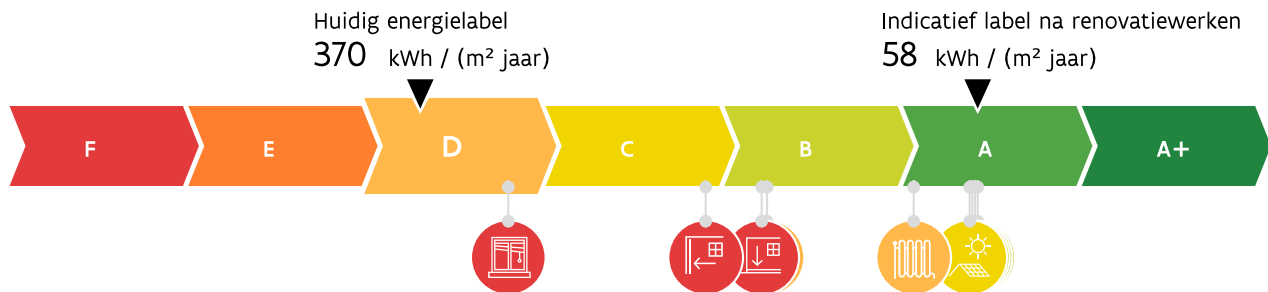 Huidig energielabel
370 kWh / (m² jaar)
Indicatief label na renovatiewerken
58 kWh / (m² jaar)
F E D C B A A+